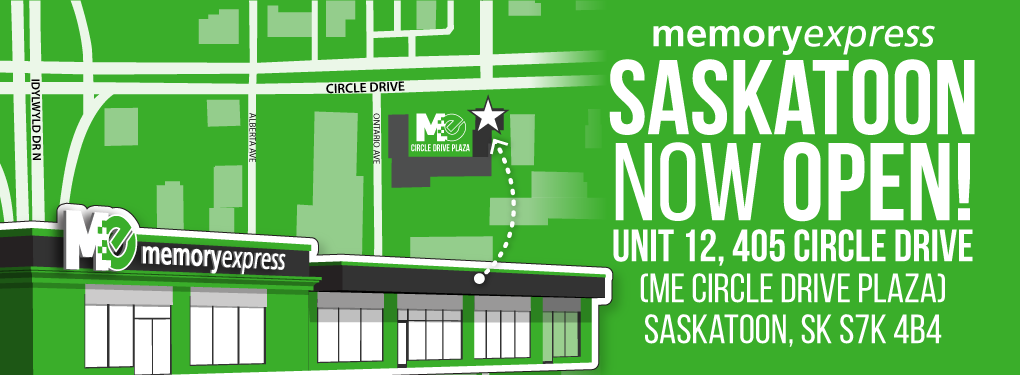 IDYLWYLD DR N
ALBERTA AVE
CIRCLE DRIVE
ONTARIO AVE
ME
CIRCLE DRIVE PLAZA
ME
memoryexpress
memoryexpress
SASKATOON
NOW OPEN!
UNIT 12, 405 CIRCLE DRIVE
(ME CIRCLE DRIVE PLAZA)
SASKATOON, SK S7K 4B4